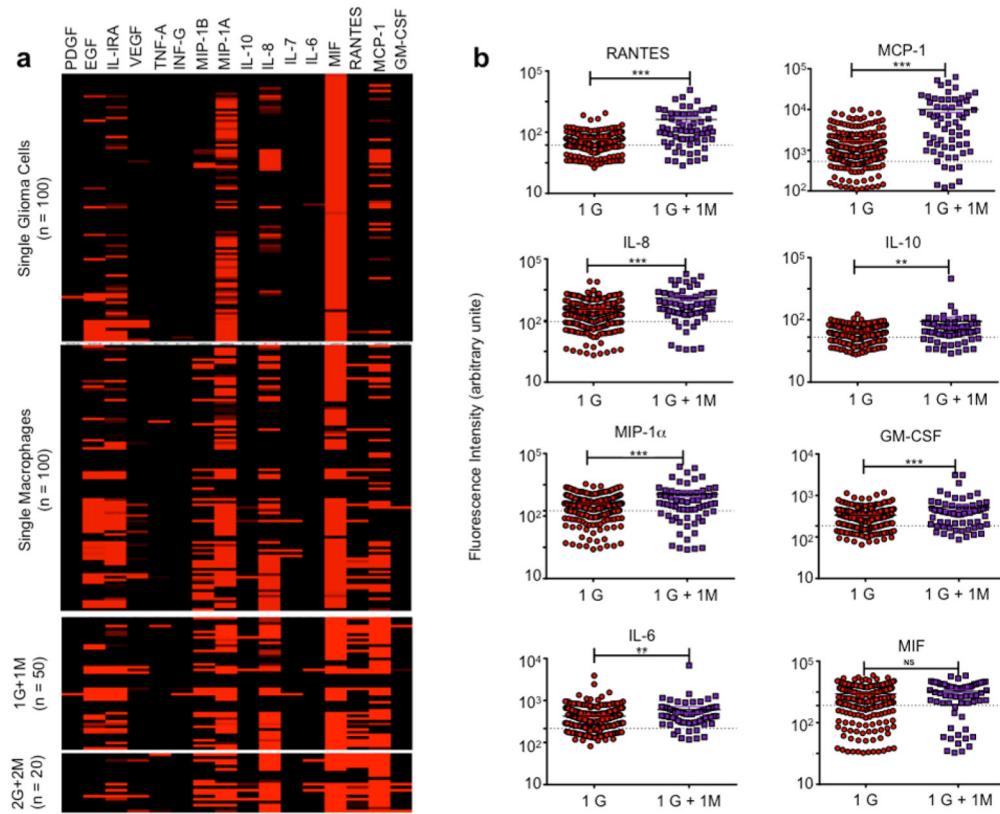 a
PDGF
EGF
IL-IRA
VEGF
TNF-A
INF-G
MIP-1B
MIP-1A
IL-10
IL-8
IL-7
IL-6
MIF
RANTES
MCP-1
GM-CSF
Single Glioma Cells
(n = 100)
Single Macrophages
(n = 100)
1G+1M
(n = 50)
2G+2M
(n = 20)
b
Fluorescence Intensity (arbitrary unite)
RANTES
***
10⁵
10²
10
1 G
1 G + 1M
MCP-1
***
10⁵
10⁴
10³
10²
1 G
1 G + 1M
IL-8
***
10⁵
10²
10
1 G
1 G + 1M
IL-10
**
10⁵
10²
10
1 G
1 G + 1M
MIP-1α
***
10⁵
10²
10
1 G
1 G + 1M
GM-CSF
***
10⁴
10³
10²
10
1 G
1 G + 1M
IL-6
**
10⁴
10³
10²
10
1 G
1 G + 1M
MIF
NS
10⁵
10²
10
1 G
1 G + 1M